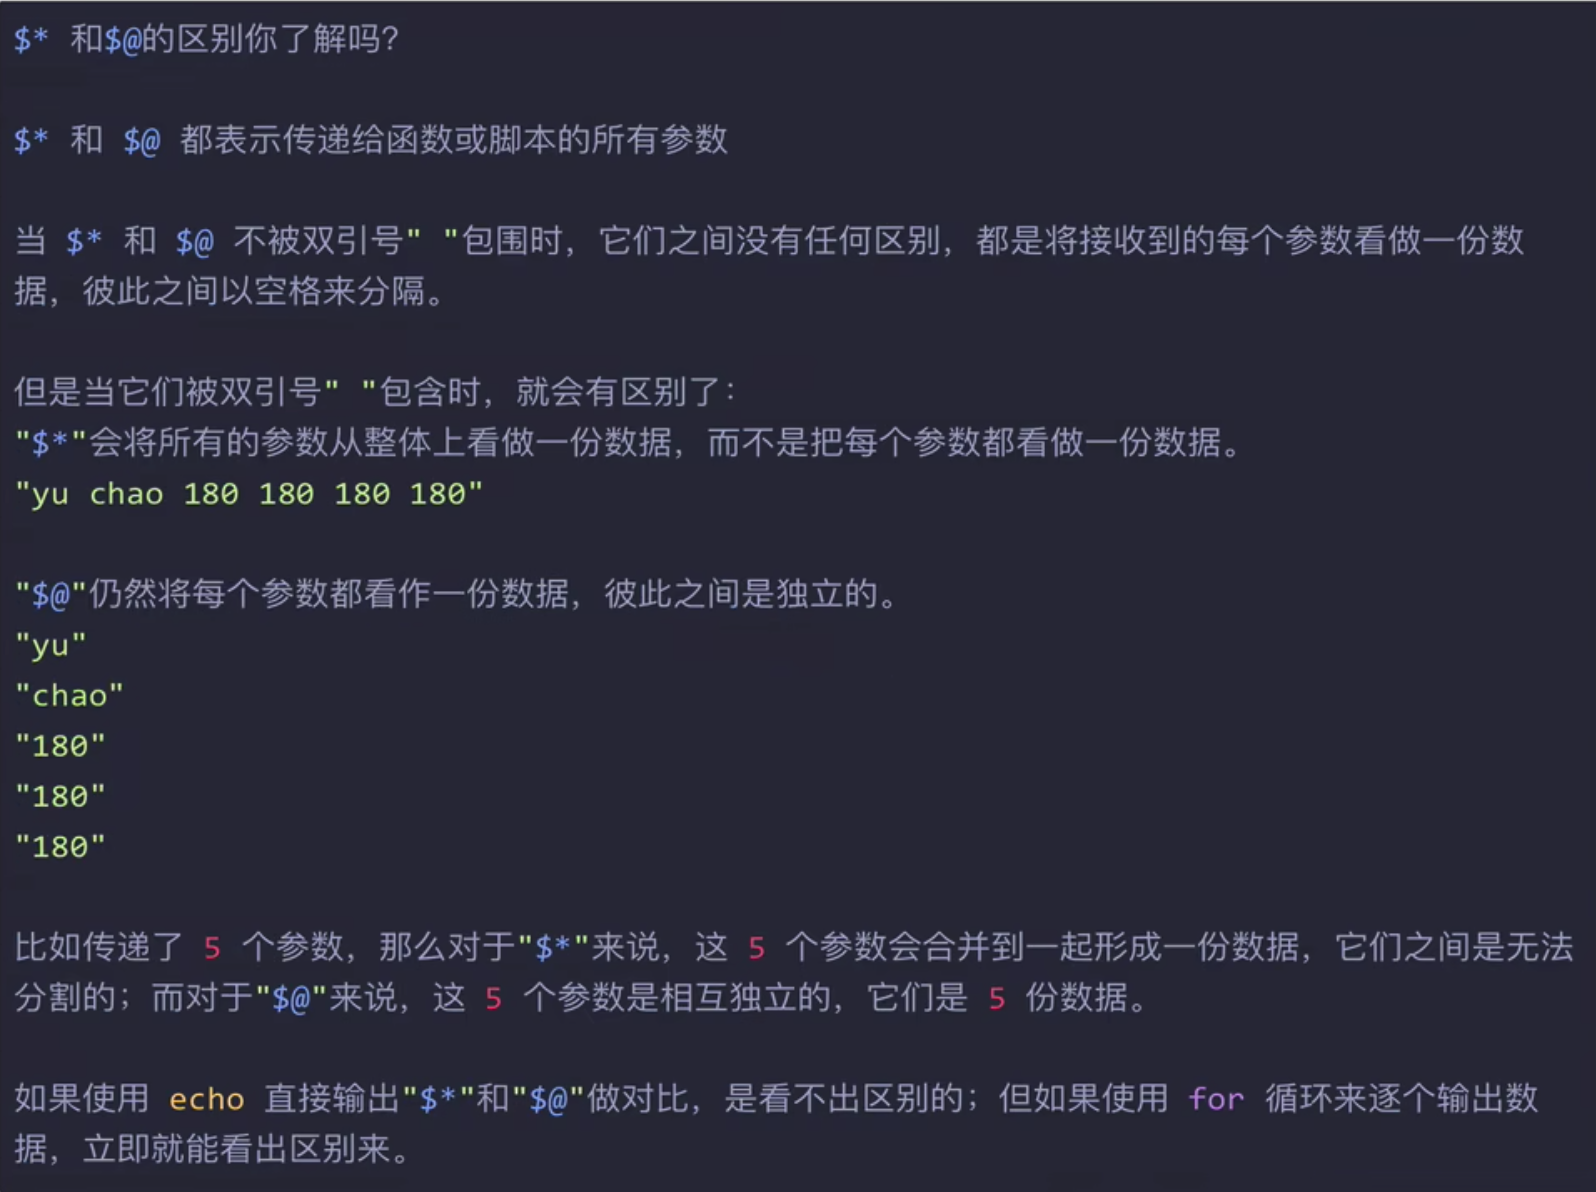 $* 和$@的区别你了解吗?
$* 和 $@ 都表示传递给函数或脚本的所有参数
当 $* 和 $@ 不被双引号" "包围时，它们之间没有任何区别，都是将接收到的每个参数看做一份数
据，彼此之间以空格来分隔。
但是当它们被双引号" "包含时，就会有区别了：
"$*"会将所有的参数从整体上看做一份数据，而不是把每个参数都看做一份数据。
"yu chao 180 180 180 180"
"$@"仍然将每个参数都看作一份数据，彼此之间是独立的。
"yu"
"chao"
"180"
"180"
"180"
比如传递了 5 个参数，那么对于"$*"来说，这 5 个参数会合并到一起形成一份数据，它们之间是无法
分割的；而对于"$@"来说，这 5 个参数是相互独立的，它们是 5 份数据。
如果使用 echo 直接输出"$*"和"$@"做对比，是看不出区别的；但如果使用 for 循环来逐个输出数
据，立即就能看出区别来。